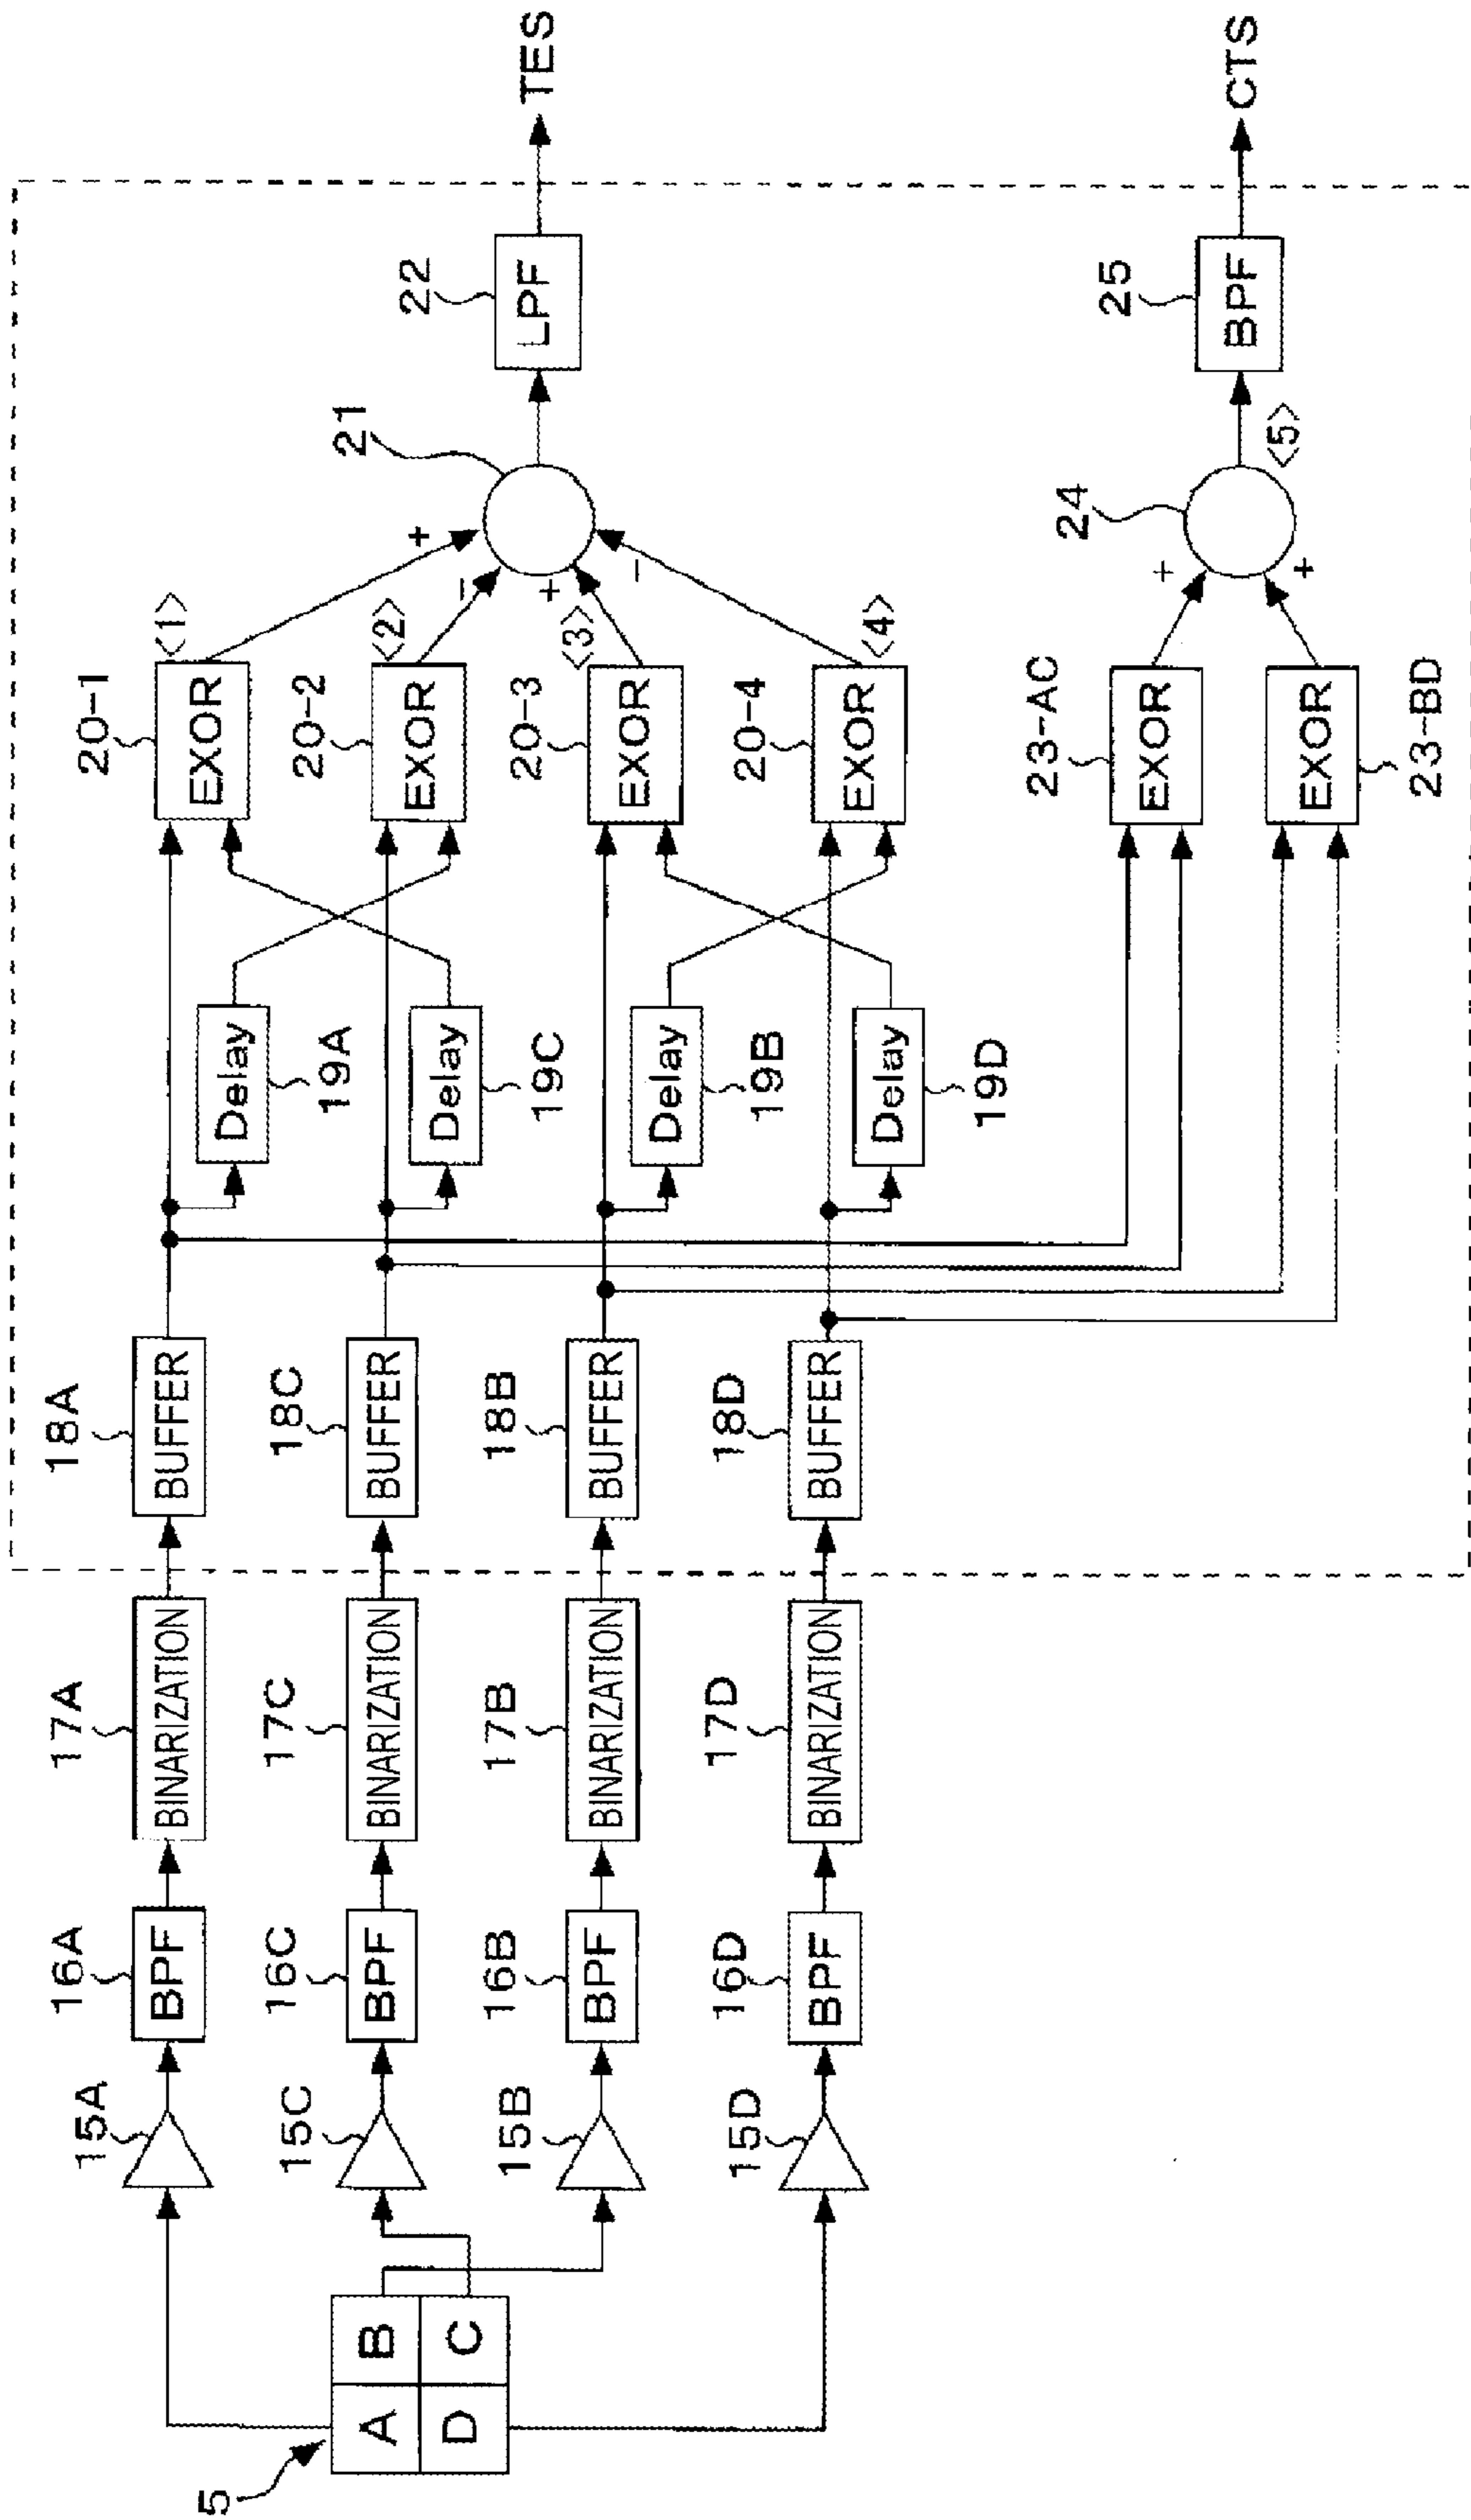 5
A B
D C
15A
15C
15B
15D
16A
BPF
16C
BPF
16B
BPF
16D
BPF
17A
BINARIZATION
17C
BINARIZATION
17B
BINARIZATION
17D
BINARIZATION
18A
BUFFER
18C
BUFFER
18B
BUFFER
18D
BUFFER
Delay
19A
Delay
19C
Delay
19B
Delay
19D
20-1
EXOR
<1>
20-2
EXOR
<2>
20-3
EXOR
<3>
20-4
EXOR
<4>
23-AC
EXOR
EXOR
23-BD
+
−
+
−
21
22
LPF
TES
+
+
24
<5>
25
BPF
CTS